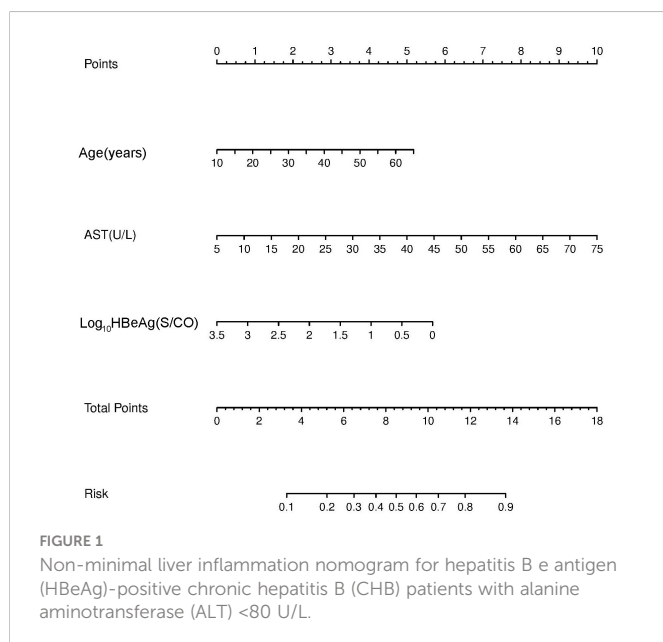 0 1 2 3 4 5 6 7 8 9 10
Points
Age(years)
10 20 30 40 50 60
AST(U/L)
5 10 15 20 25 30 35 40 45 50 55 60 65 70 75
Log₁₀HBeAg(S/CO)
3.5 3 2.5 2 1.5 1 0.5 0
Total Points
0 2 4 6 8 10 12 14 16 18
Risk
0.1 0.2 0.3 0.4 0.5 0.6 0.7 0.8 0.9
FIGURE 1
Non-minimal liver inflammation nomogram for hepatitis B e antigen
(HBeAg)-positive chronic hepatitis B (CHB) patients with alanine
aminotransferase (ALT) <80 U/L.